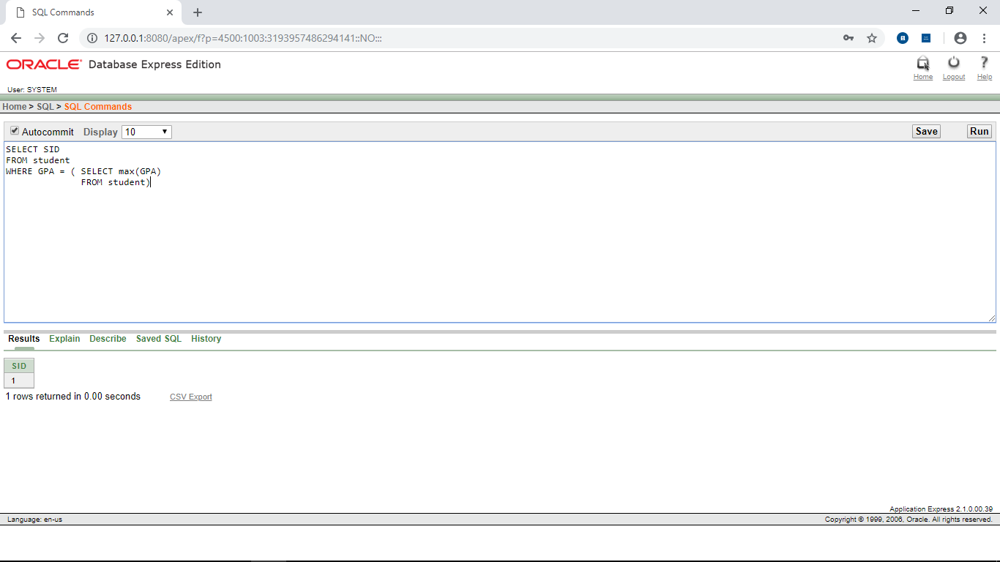 SQL Commands
127.0.0.1:8080/apex/f?p=4500:1003:3193957486294141::NO:::
ORACLE Database Express Edition
Home Logout Help
User: SYSTEM
Home > SQL > SQL Commands
Autocommit Display 10 Save Run
SELECT SID
FROM student
WHERE GPA = ( SELECT max(GPA)
FROM student)
Results Explain Describe Saved SQL History
SID
1
1 rows returned in 0.00 seconds CSV Export
Application Express 2.1.0.00.39
Language: en-us Copyright © 1999, 2006, Oracle. All rights reserved.